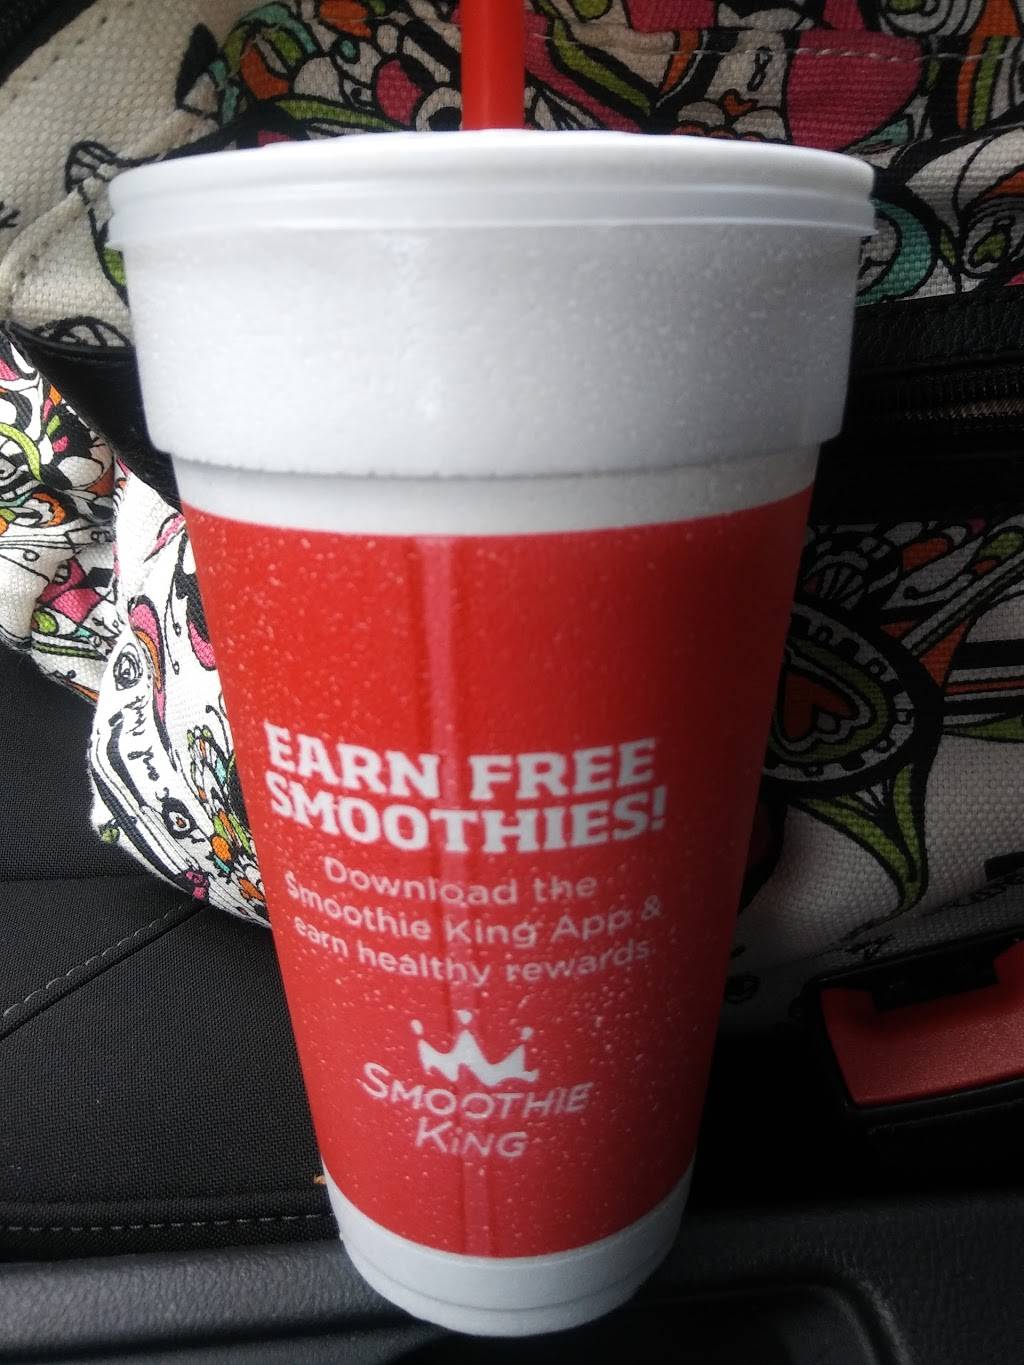 EARN FREE
SMOOTHIES!
Download the
Smoothie King App &
earn healthy rewards.
SMOOTHIE
KING